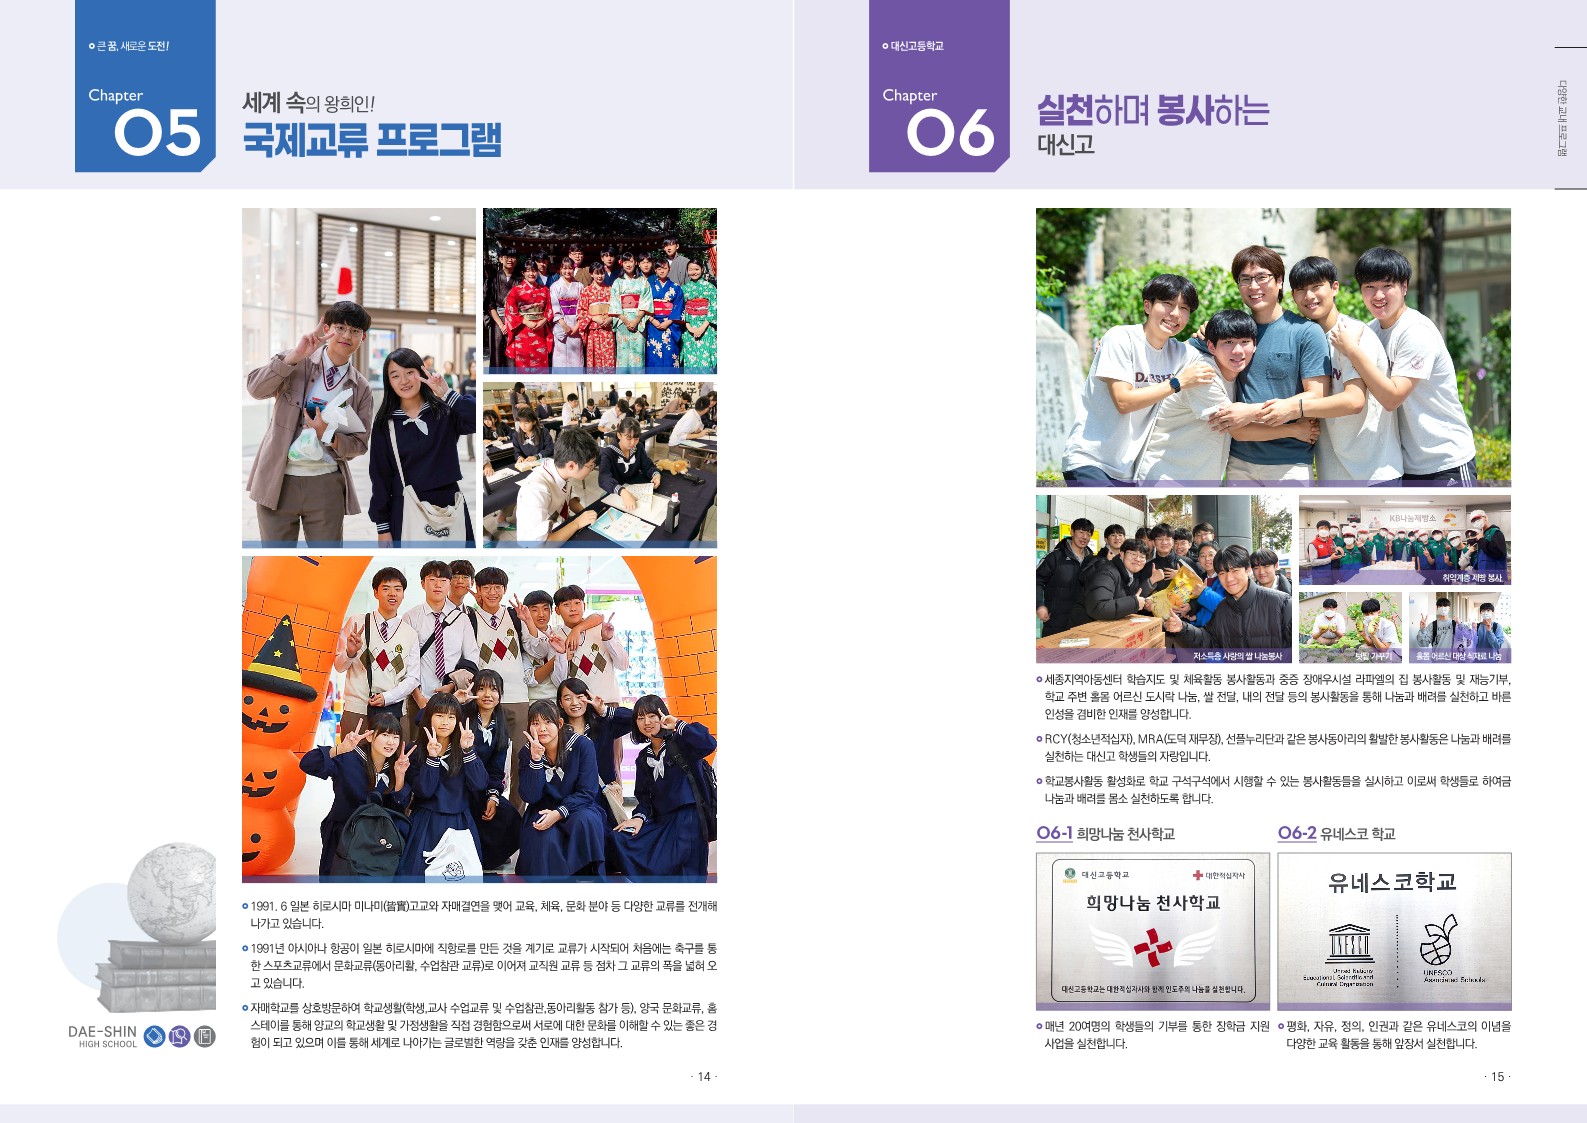 큰 꿈, 새로운 도전!
Chapter
05
세계 속의 왕희인!
국제교류 프로그램
1991. 6 일본 히로시마 미나미(皆實)고교와 자매결연을 맺어 교육, 체육, 문화 분야 등 다양한 교류를 전개해
나가고 있습니다.
1991년 아시아나 항공이 일본 히로시마에 직항로를 만든 것을 계기로 교류가 시작되어 처음에는 축구를 통
한 스포츠교류에서 문화교류(동아리활, 수업참관 교류)로 이어져 교직원 교류 등 점차 그 교류의 폭을 넓혀 오
고 있습니다.
자매학교를 상호방문하여 학교생활(학생,교사 수업교류 및 수업참관,동아리활동 참가 등), 양국 문화교류, 홈
스테이를 통해 양교의 학교생활 및 가정생활을 직접 경험함으로써 서로에 대한 문화를 이해할 수 있는 좋은 경
험이 되고 있으며 이를 통해 세계로 나아가는 글로벌한 역량을 갖춘 인재를 양성합니다.
DAE-SHIN
HIGH SCHOOL
· 14 ·
대신고등학교
Chapter
06
실천하며 봉사하는
대신고
다양한 교내 프로그램
KB나눔제빵소
취약계층 제빵 봉사
저소득층 사랑의 쌀 나눔봉사
텃밭 가꾸기
홀몸 어르신 대상 식재료 나눔
세종지역아동센터 학습지도 및 체육활동 봉사활동과 중증 장애우시설 라파엘의 집 봉사활동 및 재능기부,
학교 주변 홀몸 어르신 도시락 나눔, 쌀 전달, 내의 전달 등의 봉사활동을 통해 나눔과 배려를 실천하고 바른
인성을 겸비한 인재를 양성합니다.
RCY(청소년적십자), MRA(도덕 재무장), 선플누리단과 같은 봉사동아리의 활발한 봉사활동은 나눔과 배려를
실천하는 대신고 학생들의 자랑입니다.
학교봉사활동 활성화로 학교 구석구석에서 시행할 수 있는 봉사활동들을 실시하고 이로써 학생들로 하여금
나눔과 배려를 몸소 실천하도록 합니다.
06-1 희망나눔 천사학교
대신고등학교
대한적십자사
희망나눔 천사학교
대신고등학교는 대한적십자사와 함께 인도주의 나눔을 실천합니다.
매년 20여명의 학생들의 기부를 통한 장학금 지원
사업을 실천합니다.
06-2 유네스코 학교
유네스코학교
United Nations
Educational, Scientific and
Cultural Organization
UNESCO
Associated Schools
평화, 자유, 정의, 인권과 같은 유네스코의 이념을
다양한 교육 활동을 통해 앞장서 실천합니다.
· 15 ·